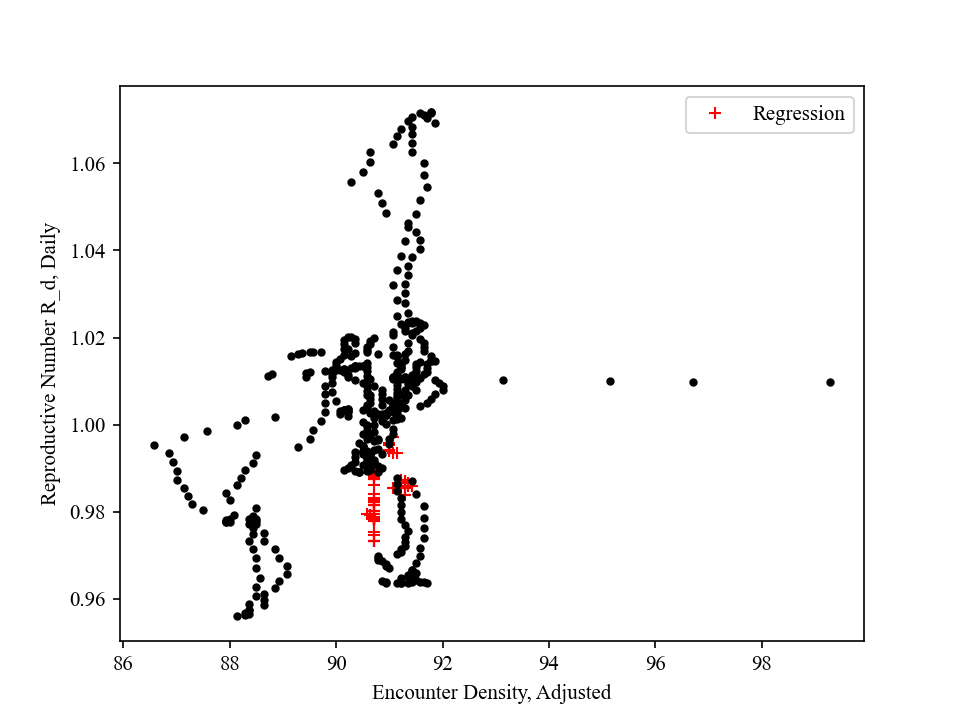 Regression
1.06
1.04
1.02
1.00
0.98
0.96
Reproductive Number R_d, Daily
86 88 90 92 94 96 98
Encounter Density, Adjusted